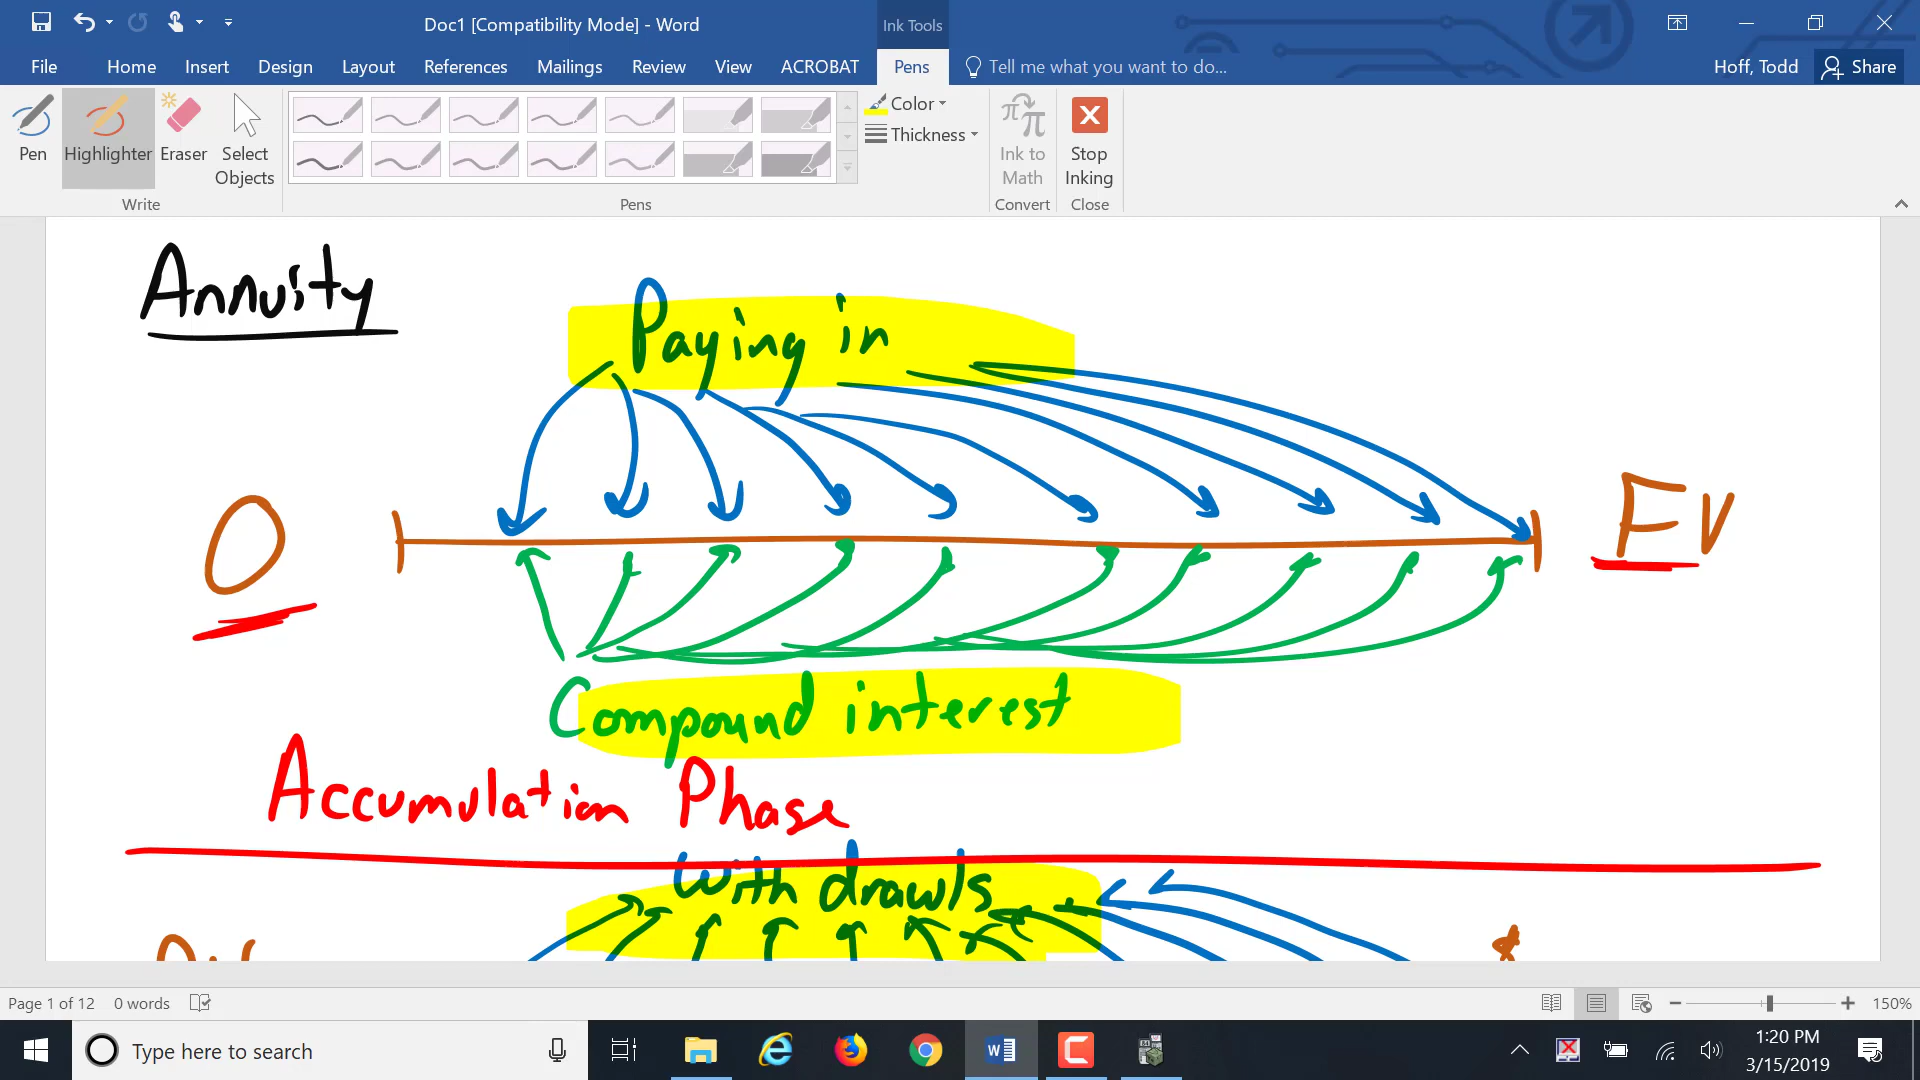 Doc1 [Compatibility Mode] - Word
Ink Tools
File Home Insert Design Layout References Mailings Review View ACROBAT Pens Tell me what you want to do... Hoff, Todd Share
Pen Highlighter Eraser Select Objects
Color
Thickness
Ink to Math
Stop Inking
Write Pens Convert Close
Annuity
Paying in
0 FV
Compound interest
Accumulation Phase
withdrawls
Page 1 of 12 0 words 150%
Type here to search
1:20 PM
3/15/2019